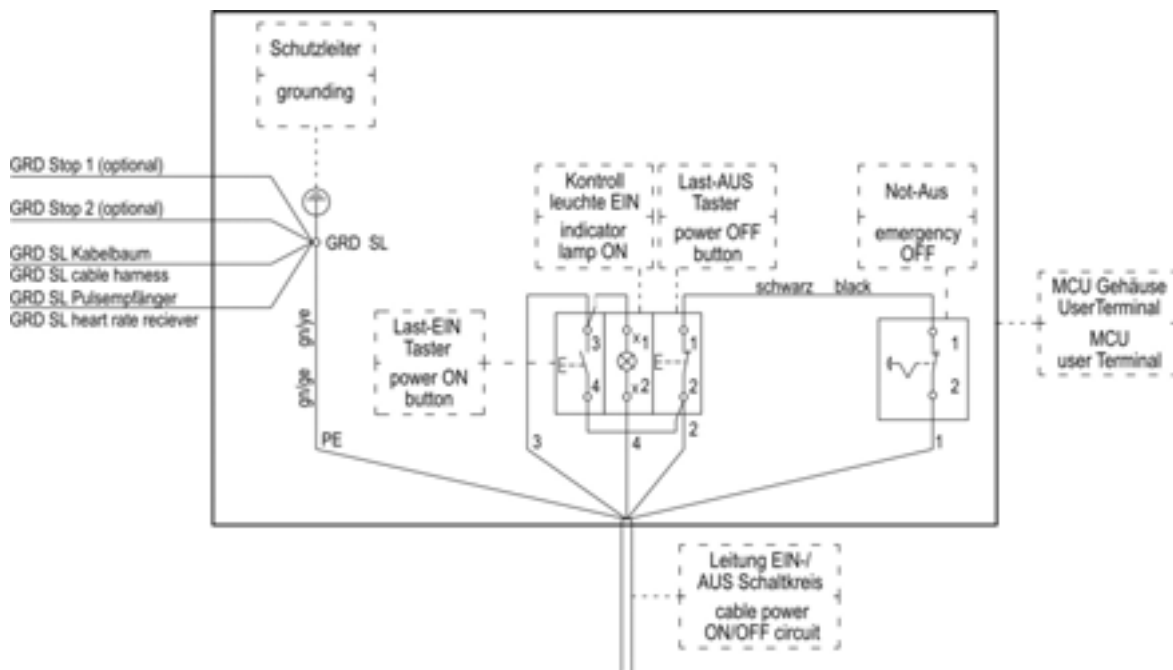 Schutzleiter
grounding
GRD Stop 1 (optional)
GRD Stop 2 (optional)
GRD SL Kabelbaum
GRD SL cable harness
GRD SL Pulsempfänger
GRD SL heart rate reciever
GRD SL
gn/ge gn/ye
PE
Last-EIN
Taster
power ON
button
Kontroll
leuchte EIN
indicator
lamp ON
Last-AUS
Taster
power OFF
button
Not-Aus
emergency
OFF
schwarz black
MCU Gehäuse
UserTerminal
MCU
user Terminal
3 x1 1 1
E E
4 x2 2 2
3 4 2 1
Leitung EIN-/
AUS Schaltkreis
cable power
ON/OFF circuit